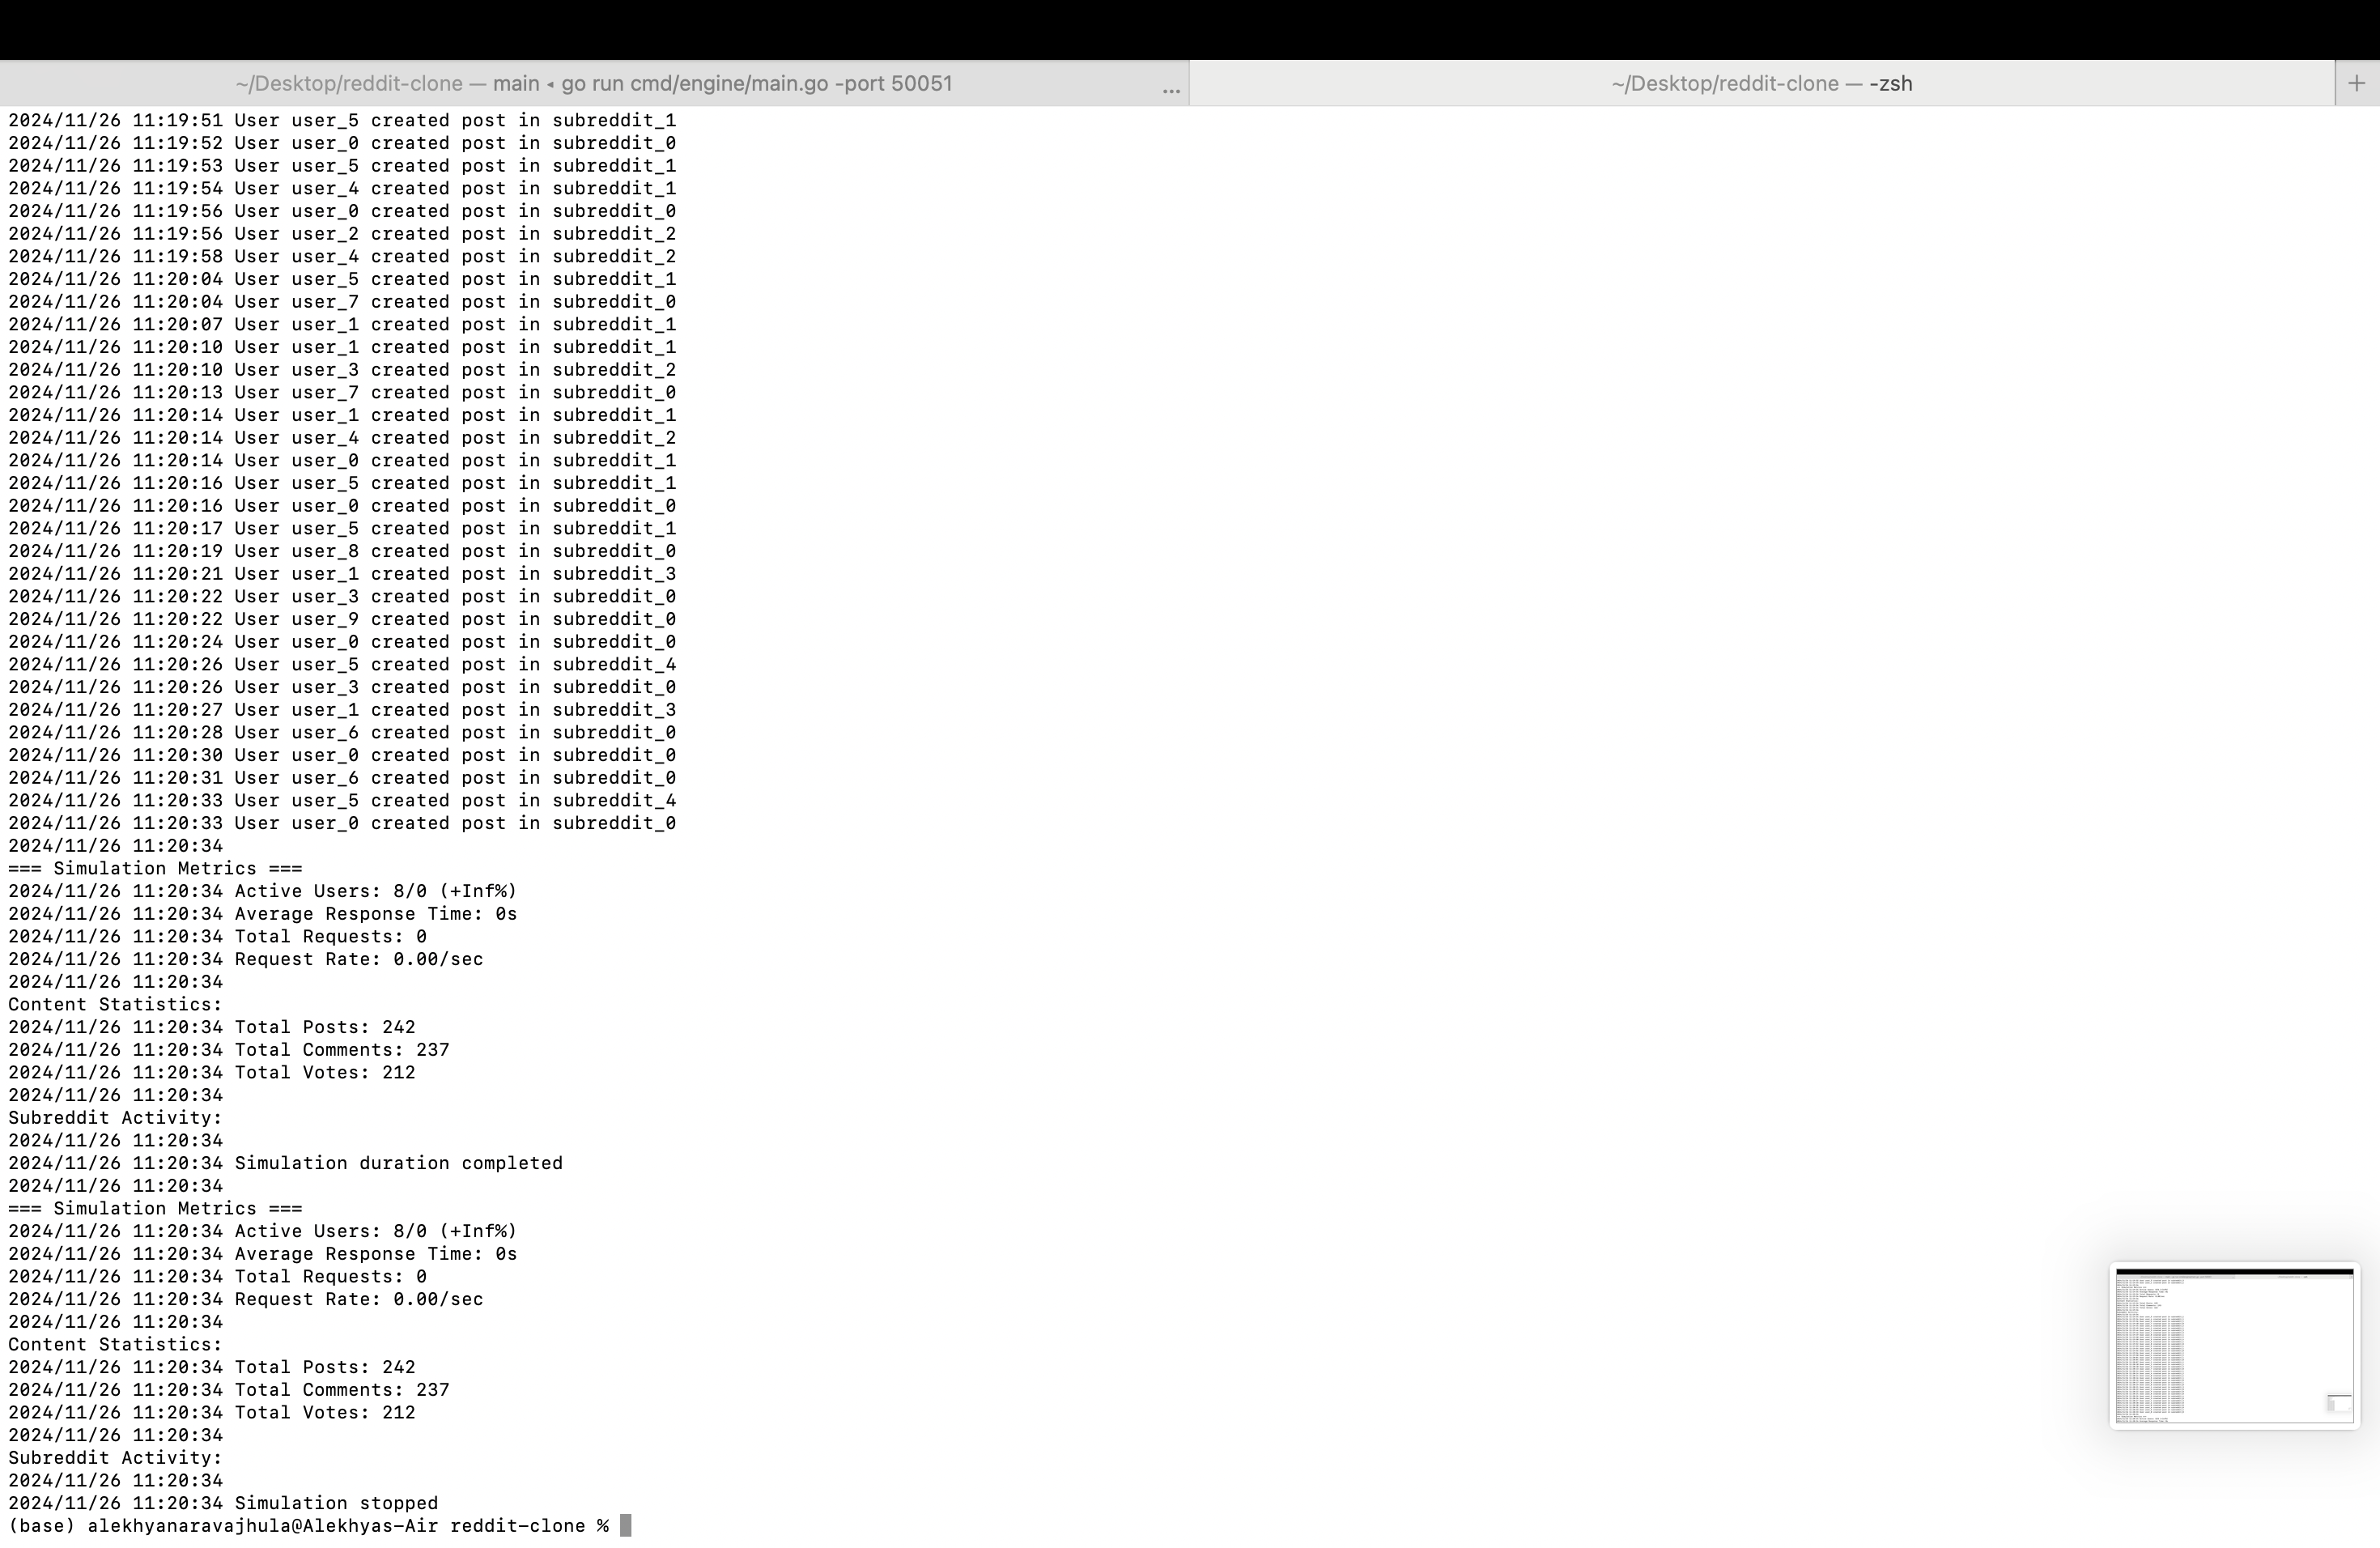 ~/Desktop/reddit-clone — main ◂ go run cmd/engine/main.go -port 50051 ...
~/Desktop/reddit-clone — -zsh +
2024/11/26 11:19:51 User user_5 created post in subreddit_1
2024/11/26 11:19:52 User user_0 created post in subreddit_0
2024/11/26 11:19:53 User user_5 created post in subreddit_1
2024/11/26 11:19:54 User user_4 created post in subreddit_1
2024/11/26 11:19:56 User user_0 created post in subreddit_0
2024/11/26 11:19:56 User user_2 created post in subreddit_2
2024/11/26 11:19:58 User user_4 created post in subreddit_2
2024/11/26 11:20:04 User user_5 created post in subreddit_1
2024/11/26 11:20:04 User user_7 created post in subreddit_0
2024/11/26 11:20:07 User user_1 created post in subreddit_1
2024/11/26 11:20:10 User user_1 created post in subreddit_1
2024/11/26 11:20:10 User user_3 created post in subreddit_2
2024/11/26 11:20:13 User user_7 created post in subreddit_0
2024/11/26 11:20:14 User user_1 created post in subreddit_1
2024/11/26 11:20:14 User user_4 created post in subreddit_2
2024/11/26 11:20:14 User user_0 created post in subreddit_1
2024/11/26 11:20:16 User user_5 created post in subreddit_1
2024/11/26 11:20:16 User user_0 created post in subreddit_0
2024/11/26 11:20:17 User user_5 created post in subreddit_1
2024/11/26 11:20:19 User user_8 created post in subreddit_0
2024/11/26 11:20:21 User user_1 created post in subreddit_3
2024/11/26 11:20:22 User user_3 created post in subreddit_0
2024/11/26 11:20:22 User user_9 created post in subreddit_0
2024/11/26 11:20:24 User user_0 created post in subreddit_0
2024/11/26 11:20:26 User user_5 created post in subreddit_4
2024/11/26 11:20:26 User user_3 created post in subreddit_0
2024/11/26 11:20:27 User user_1 created post in subreddit_3
2024/11/26 11:20:28 User user_6 created post in subreddit_0
2024/11/26 11:20:30 User user_0 created post in subreddit_0
2024/11/26 11:20:31 User user_6 created post in subreddit_0
2024/11/26 11:20:33 User user_5 created post in subreddit_4
2024/11/26 11:20:33 User user_0 created post in subreddit_0
2024/11/26 11:20:34
=== Simulation Metrics ===
2024/11/26 11:20:34 Active Users: 8/0 (+Inf%)
2024/11/26 11:20:34 Average Response Time: 0s
2024/11/26 11:20:34 Total Requests: 0
2024/11/26 11:20:34 Request Rate: 0.00/sec
2024/11/26 11:20:34
Content Statistics:
2024/11/26 11:20:34 Total Posts: 242
2024/11/26 11:20:34 Total Comments: 237
2024/11/26 11:20:34 Total Votes: 212
2024/11/26 11:20:34
Subreddit Activity:
2024/11/26 11:20:34
2024/11/26 11:20:34 Simulation duration completed
2024/11/26 11:20:34
=== Simulation Metrics ===
2024/11/26 11:20:34 Active Users: 8/0 (+Inf%)
2024/11/26 11:20:34 Average Response Time: 0s
2024/11/26 11:20:34 Total Requests: 0
2024/11/26 11:20:34 Request Rate: 0.00/sec
2024/11/26 11:20:34
Content Statistics:
2024/11/26 11:20:34 Total Posts: 242
2024/11/26 11:20:34 Total Comments: 237
2024/11/26 11:20:34 Total Votes: 212
2024/11/26 11:20:34
Subreddit Activity:
2024/11/26 11:20:34
2024/11/26 11:20:34 Simulation stopped
(base) alekhyanaravajhula@Alekhyas-Air reddit-clone %